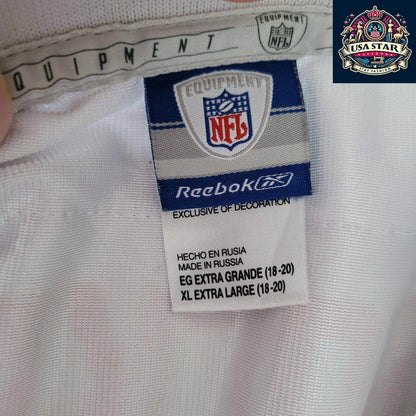 EQUIPMENT
EQUIPMENT
NFL
USA STAR
EQUIPMENT
NFL
Reebok
EXCLUSIVE OF DECORATION
HECHO EN RUSIA
MADE IN RUSSIA
EG EXTRA GRANDE (18-20)
XL EXTRA LARGE (18-20)